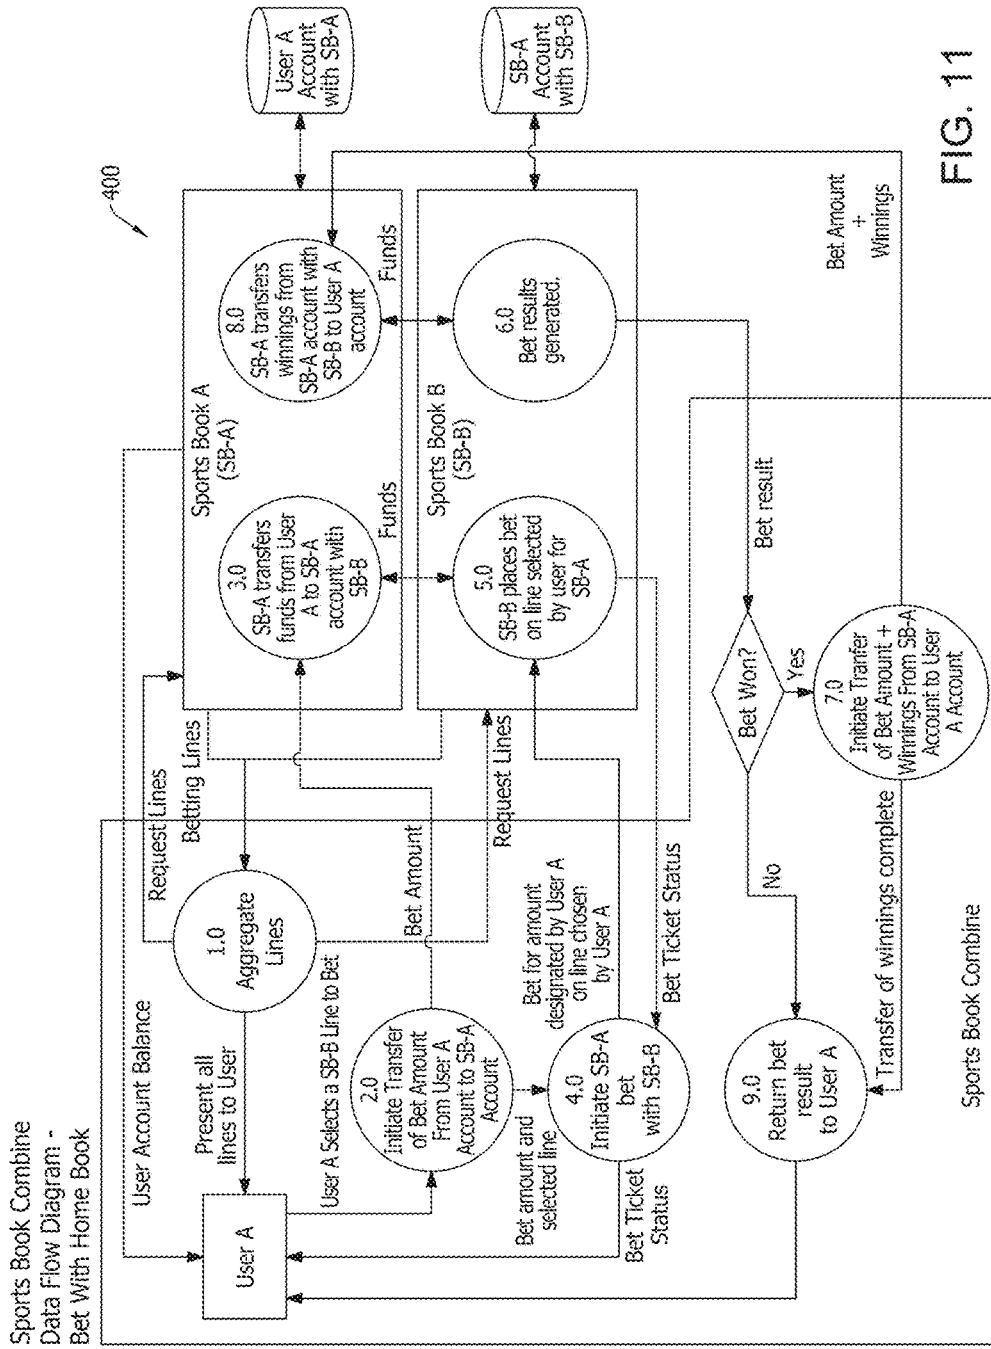 Sports Book Combine
Data Flow Diagram -
Bet With Home Book
400
User Account Balance
Request Lines
Betting Lines
Present all
lines to User
1.0
Aggregate
Lines
User A
User A Selects a SB-B Line to Bet
Bet Amount
Request Lines
Sports Book A
(SB-A)
3.0
SB-A transfers
funds from User
A to SB-A
account with
SB-B
8.0
SB-A transfers
winnings from
SB-A account with
SB-B to User A
account
User A
Account
with SB-A
Funds
Funds
Sports Book B
(SB-B)
5.0
SB-B places bet
on line selected
by user for
SB-A
6.0
Bet results
generated.
SB-A
Account
with SB-B
2.0
Initiate Transfer
of Bet Amount
From User A
Account to SB-A
Account
Bet amount and
selected line
4.0
Initiate SB-A
bet
with SB-B
Bet for amount
designated by User A
on line chosen
by User A
Bet Ticket
Status
Bet Ticket Status
Bet result
Bet Won?
No
Yes
9.0
Return bet
result
to User A
7.0
Initiate Tranfer
of Bet Amount +
Winnings From SB-A
Account to User
A Account
Transfer of winnings complete
Bet Amount
+
Winnings
Sports Book Combine
FIG. 11